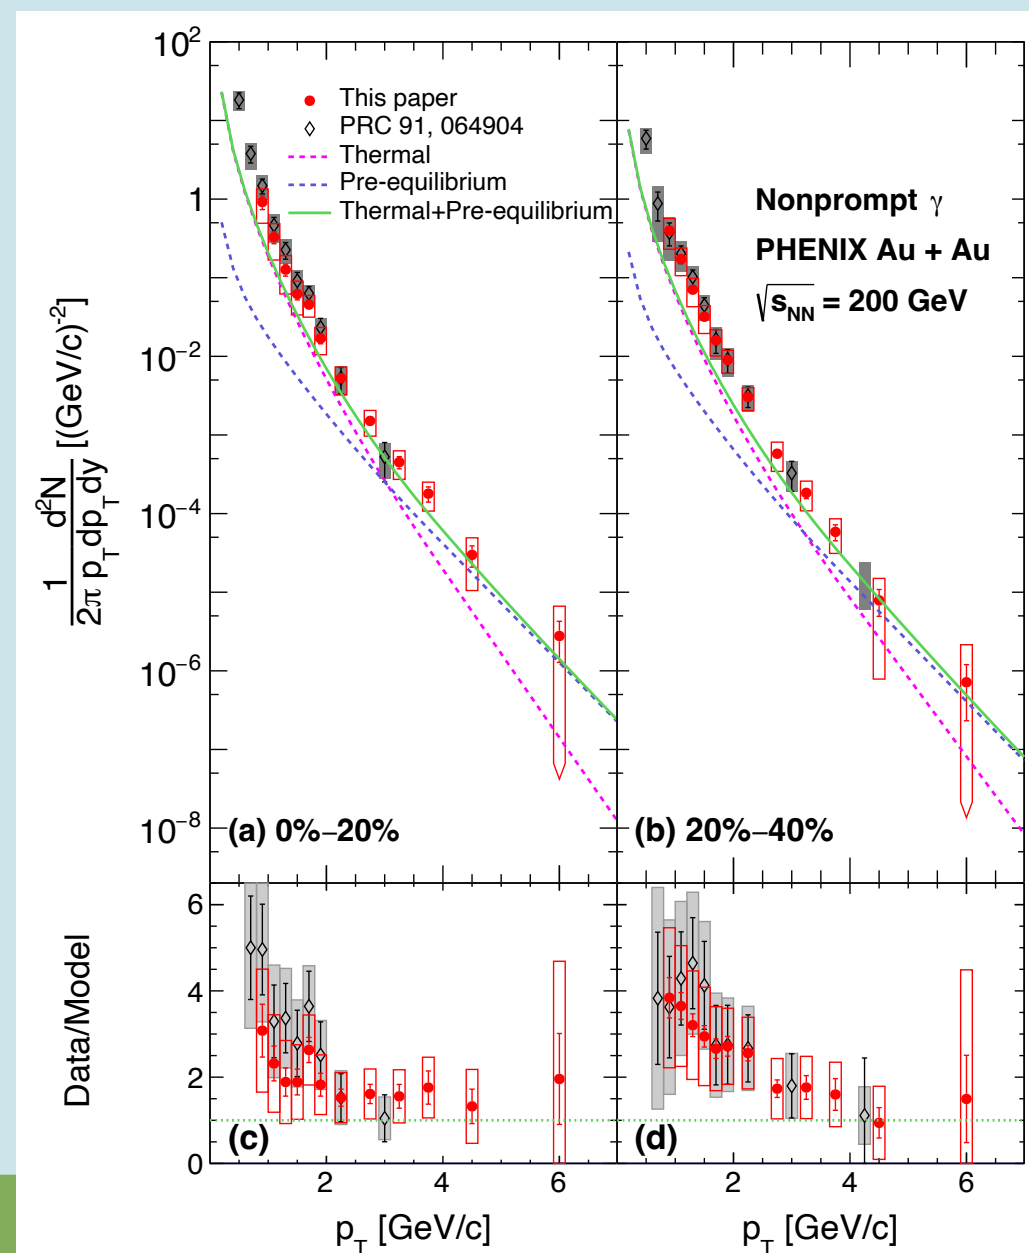 10²
1
10⁻²
10⁻⁴
10⁻⁶
10⁻⁸
1
2π p_T d²N dp_T dy [(GeV/c)⁻²]
This paper
PRC 91, 064904
Thermal
Pre-equilibrium
Thermal+Pre-equilibrium
(a) 0%–20%
Nonprompt γ
PHENIX Au + Au
√s_NN = 200 GeV
(b) 20%–40%
Data/Model
6
4
2
0
(c)
(d)
2 4 6
2 4 6
p_T [GeV/c]
p_T [GeV/c]